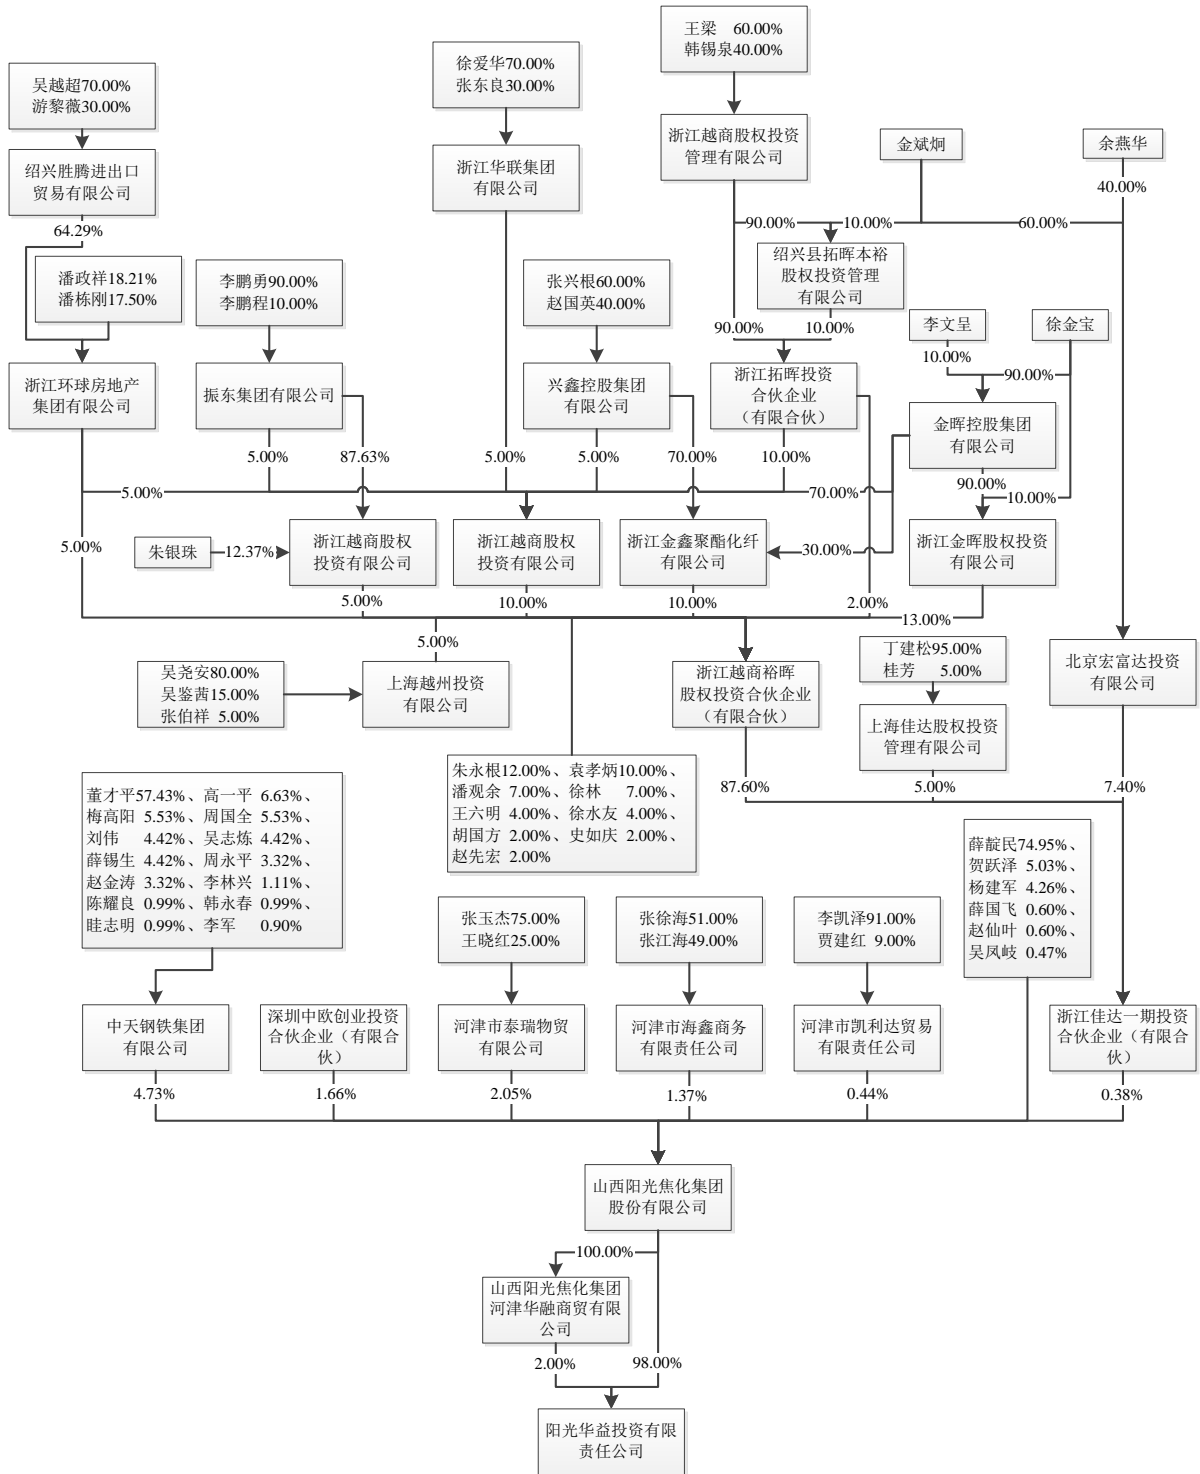 王梁 60.00%
韩锡泉40.00%
吴越超70.00%
游黎薇30.00%
徐爱华70.00%
张东良30.00%
浙江越商股权投资
管理有限公司
金斌炯
余燕华
绍兴胜腾进出口
贸易有限公司
浙江华联集团
有限公司
40.00%
64.29%
90.00%
10.00%
60.00%
潘政祥18.21%
潘栋刚17.50%
李鹏勇90.00%
李鹏程10.00%
张兴根60.00%
赵国英40.00%
绍兴县拓晖本裕
股权投资管理
有限公司
90.00%
10.00%
李文呈
徐金宝
10.00%
90.00%
浙江环球房地产
集团有限公司
振东集团有限公司
兴鑫控股集团
有限公司
浙江拓晖投资
合伙企业
（有限合伙）
金晖控股集团
有限公司
5.00%
87.63%
5.00%
5.00%
70.00%
10.00%
90.00%
5.00%
70.00%
10.00%
5.00%
朱银珠
12.37%
浙江越商股权
投资有限公司
浙江越商股权
投资有限公司
浙江金鑫聚酯化纤
有限公司
30.00%
浙江金晖股权投资
有限公司
5.00%
10.00%
10.00%
2.00%
13.00%
5.00%
吴尧安80.00%
吴鉴茜15.00%
张伯祥 5.00%
上海越州投资
有限公司
浙江越商裕晖
股权投资合伙企业
（有限合伙）
丁建松95.00%
桂芳 5.00%
北京宏富达投资
有限公司
上海佳达股权投资
管理有限公司
朱永根12.00%、袁孝炳10.00%、
潘观余 7.00%、徐林 7.00%、
王六明 4.00%、徐水友 4.00%、
胡国方 2.00%、史如庆 2.00%、
赵先宏 2.00%
87.60%
5.00%
7.40%
董才平57.43%、高一平 6.63%、
梅高阳 5.53%、周国全 5.53%、
刘伟 4.42%、吴志炼 4.42%、
薛锡生 4.42%、周永平 3.32%、
赵金涛 3.32%、李林兴 1.11%、
陈耀良 0.99%、韩永春 0.99%、
眭志明 0.99%、李军 0.90%
薛靛民74.95%、
贺跃泽 5.03%、
杨建军 4.26%、
薛国飞 0.60%、
赵仙叶 0.60%、
吴凤岐 0.47%
张玉杰75.00%
王晓红25.00%
张徐海51.00%
张江海49.00%
李凯泽91.00%
贾建红 9.00%
中天钢铁集团
有限公司
深圳中欧创业投资
合伙企业（有限合
伙）
河津市泰瑞物贸
有限责任公司
河津市海鑫商务
有限责任公司
河津市凯利达贸易
有限责任公司
浙江佳达一期投资
合伙企业（有限合
伙）
4.73%
1.66%
2.05%
1.37%
0.44%
0.38%
山西阳光焦化集团
股份有限公司
100.00%
山西阳光焦化集团
河津华融商贸有限
公司
2.00%
98.00%
阳光华益投资有限
责任公司